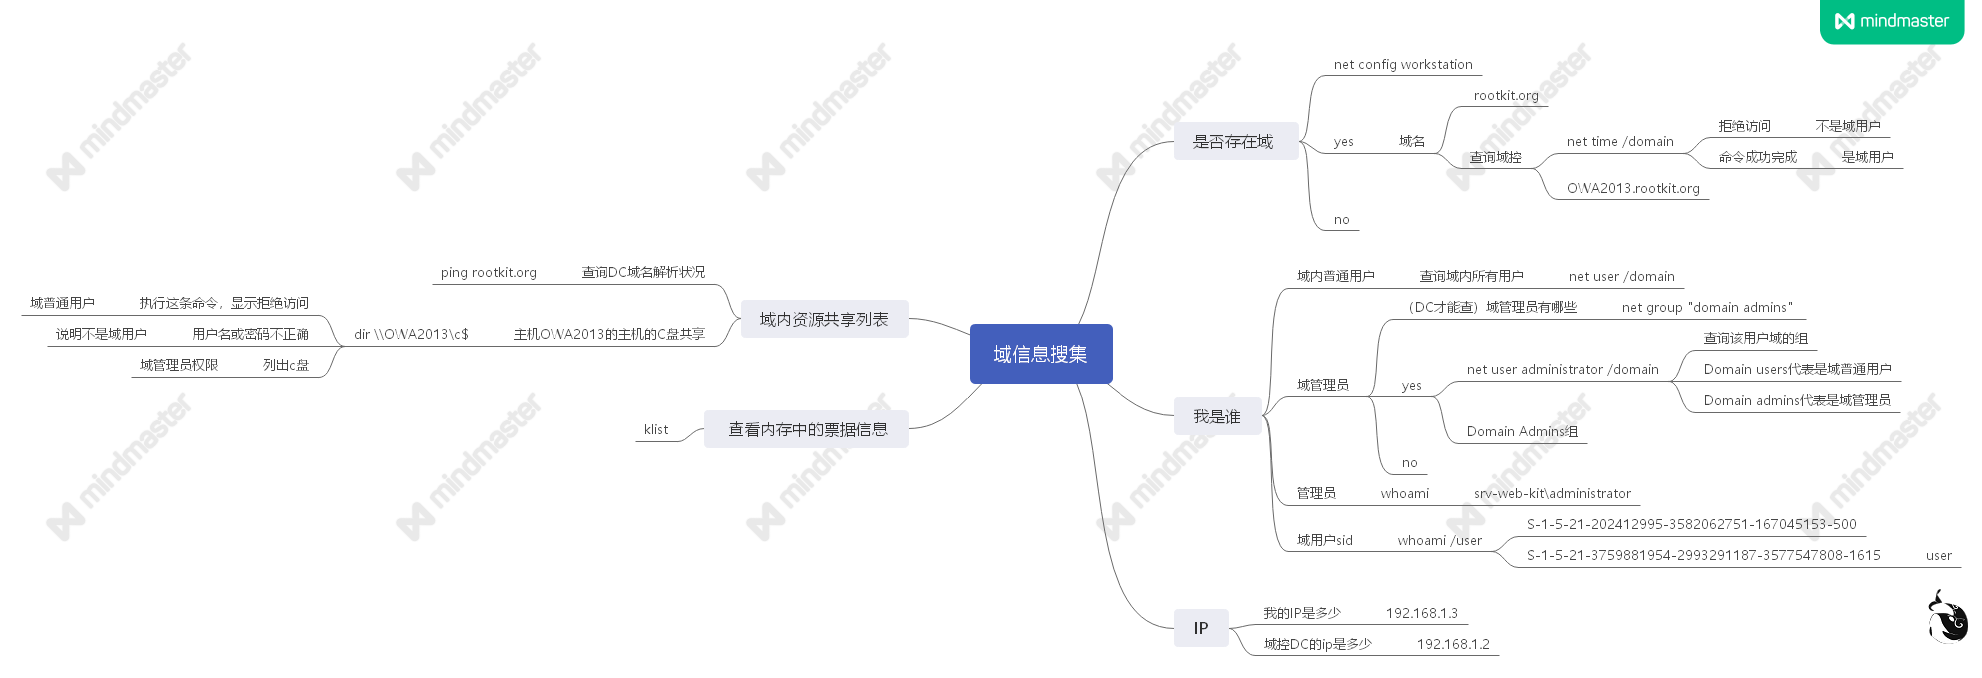 mindmaster
域信息搜集
是否存在域
net config workstation
yes
域名
rootkit.org
查询域控
net time /domain
拒绝访问
不是域用户
命令成功完成
是域用户
OWA2013.rootkit.org
no
我是谁
域内普通用户
查询域内所有用户
net user /domain
域管理员
（DC才能查）域管理员有哪些
net group "domain admins"
yes
net user administrator /domain
查询该用户域的组
Domain users代表是域普通用户
Domain admins代表是域管理员
Domain Admins组
no
管理员
whoami
srv-web-kit\administrator
域用户sid
whoami /user
S-1-5-21-202412995-3582062751-167045153-500
S-1-5-21-3759881954-2993291187-3577547808-1615
user
IP
我的IP是多少
192.168.1.3
域控DC的ip是多少
192.168.1.2
域内资源共享列表
查询DC域名解析状况
ping rootkit.org
主机OWA2013的主机的C盘共享
dir \\OWA2013\c$
执行这条命令，显示拒绝访问
域普通用户
用户名或密码不正确
说明不是域用户
列出c盘
域管理员权限
查看内存中的票据信息
klist
mindmaster
mindmaster
mindmaster
mindmaster
mindmaster
mindmaster
mindmaster
mindmaster
mindmaster
mindmaster
mindmaster
mindmaster